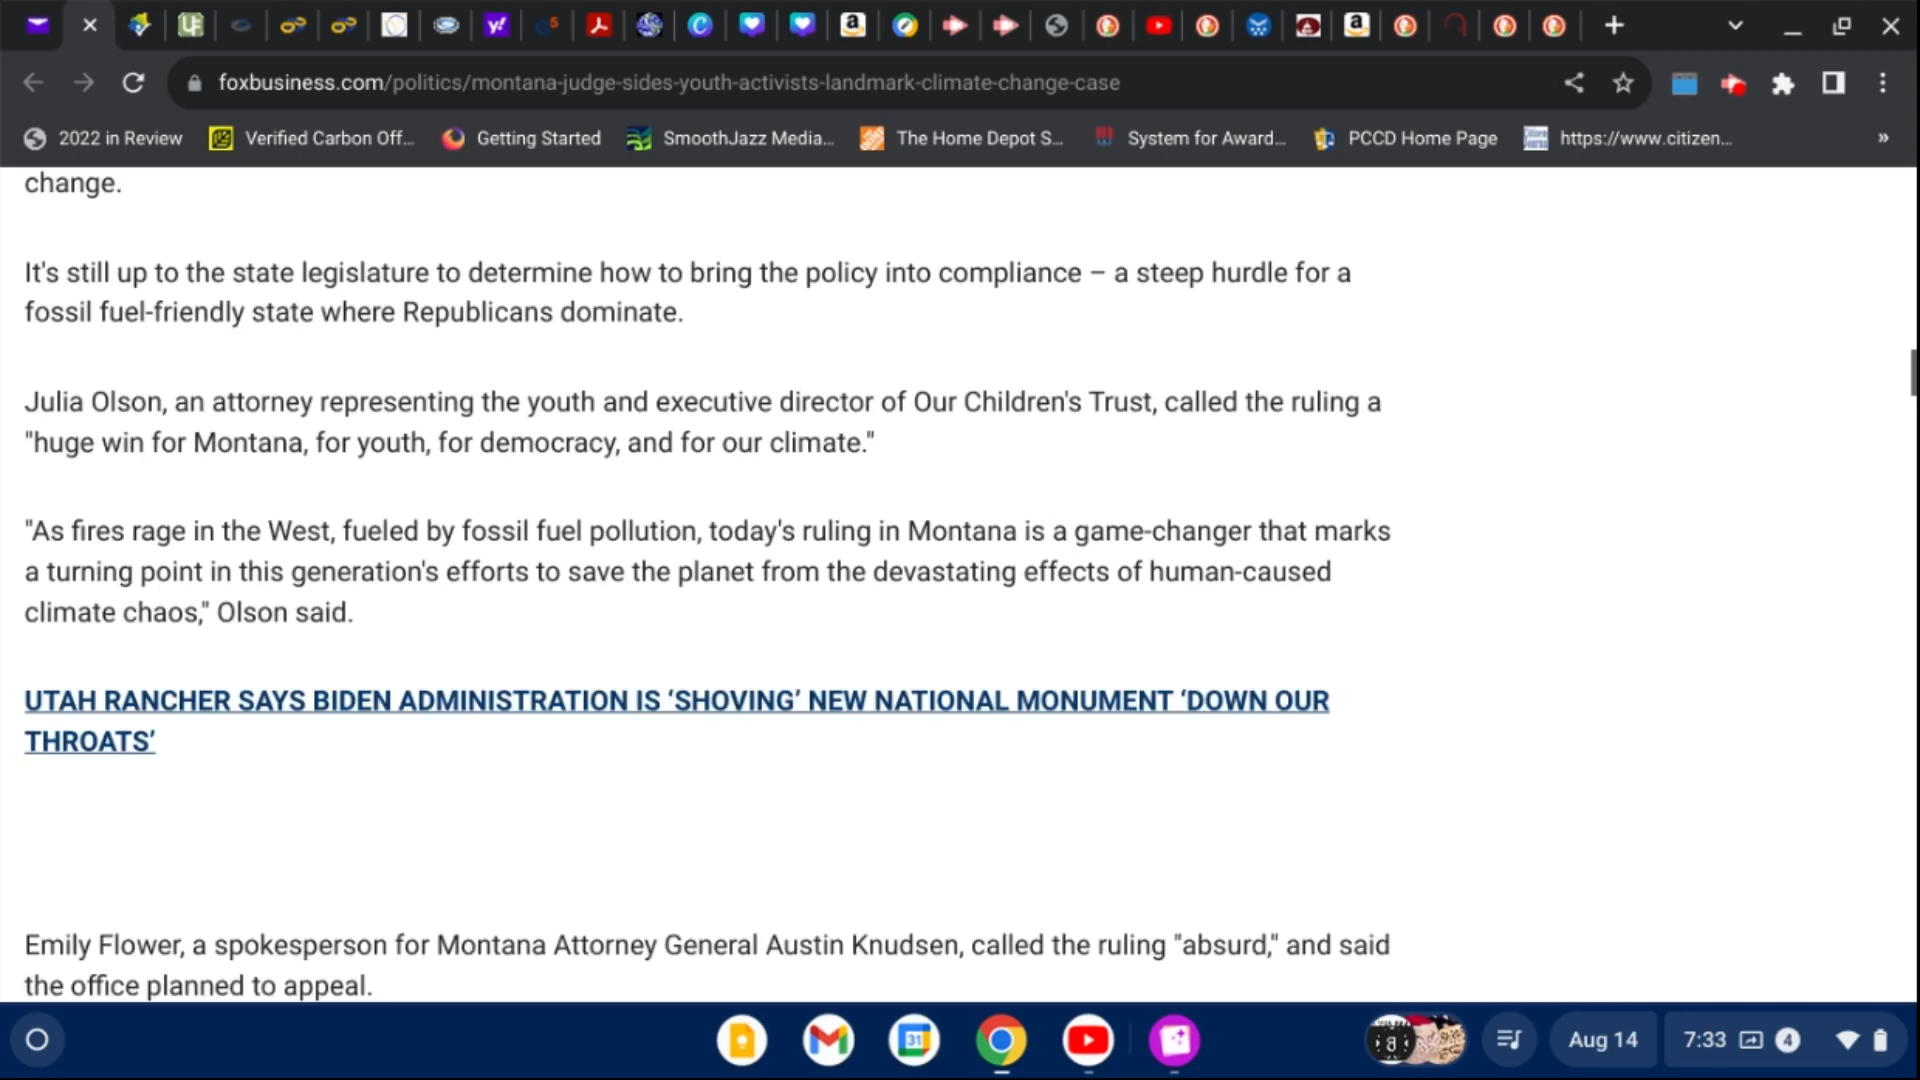 foxbusiness.com/politics/montana-judge-sides-youth-activists-landmark-climate-change-case
2022 in Review
Verified Carbon Off...
Getting Started
SmoothJazz Media...
The Home Depot S...
System for Award...
PCCD Home Page
https://www.citizen...
»
change.
It's still up to the state legislature to determine how to bring the policy into compliance – a steep hurdle for a
fossil fuel-friendly state where Republicans dominate.
Julia Olson, an attorney representing the youth and executive director of Our Children's Trust, called the ruling a
"huge win for Montana, for youth, for democracy, and for our climate."
"As fires rage in the West, fueled by fossil fuel pollution, today's ruling in Montana is a game-changer that marks
a turning point in this generation's efforts to save the planet from the devastating effects of human-caused
climate chaos," Olson said.
UTAH RANCHER SAYS BIDEN ADMINISTRATION IS ‘SHOVING’ NEW NATIONAL MONUMENT ‘DOWN OUR
THROATS’
Emily Flower, a spokesperson for Montana Attorney General Austin Knudsen, called the ruling "absurd," and said
the office planned to appeal.
31
Aug 14
7:33
4